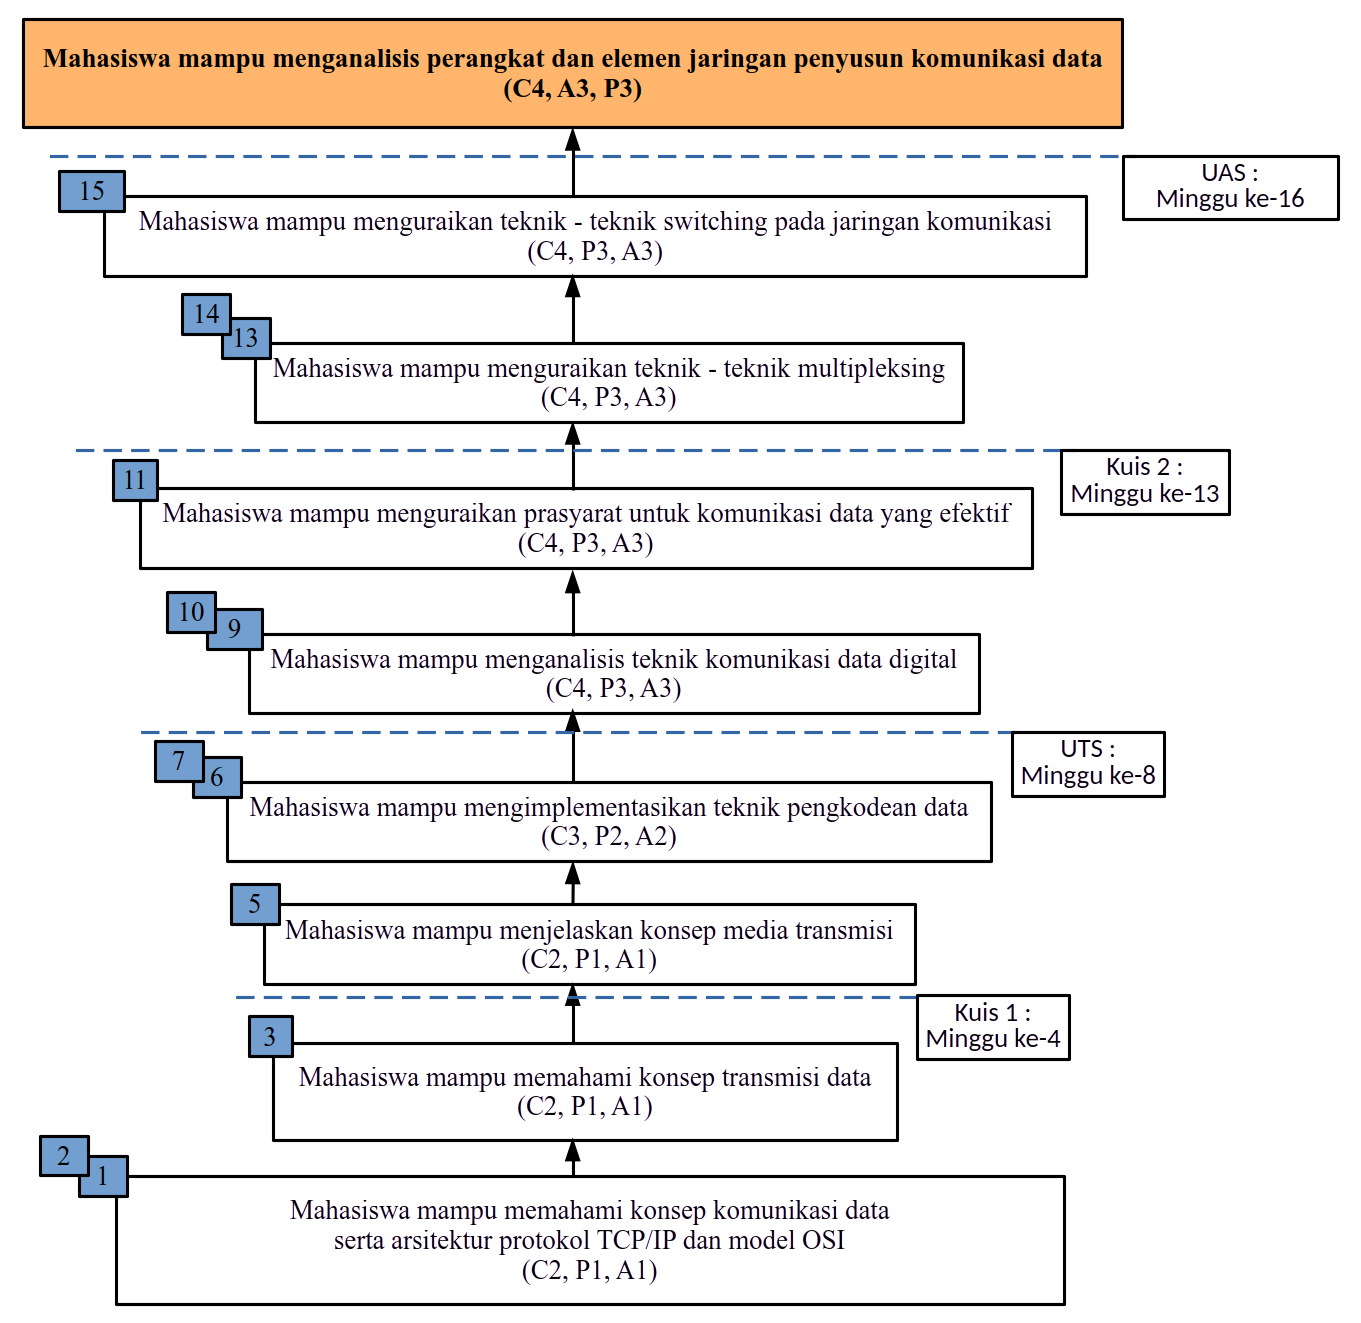 Mahasiswa mampu menganalisis perangkat dan elemen jaringan penyusun komunikasi data
(C4, A3, P3)
UAS :
Minggu ke-16
15
Mahasiswa mampu menguraikan teknik - teknik switching pada jaringan komunikasi
(C4, P3, A3)
14
13
Mahasiswa mampu menguraikan teknik - teknik multipleksing
(C4, P3, A3)
Kuis 2 :
Minggu ke-13
11
Mahasiswa mampu menguraikan prasyarat untuk komunikasi data yang efektif
(C4, P3, A3)
10
9
Mahasiswa mampu menganalisis teknik komunikasi data digital
(C4, P3, A3)
UTS :
Minggu ke-8
7
6
Mahasiswa mampu mengimplementasikan teknik pengkodean data
(C3, P2, A2)
5
Mahasiswa mampu menjelaskan konsep media transmisi
(C2, P1, A1)
Kuis 1 :
Minggu ke-4
3
Mahasiswa mampu memahami konsep transmisi data
(C2, P1, A1)
2
1
Mahasiswa mampu memahami konsep komunikasi data
serta arsitektur protokol TCP/IP dan model OSI
(C2, P1, A1)